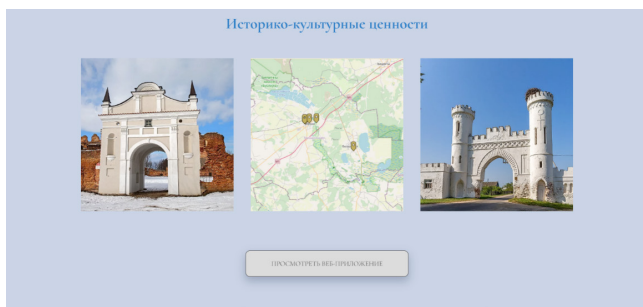 Историко-культурные ценности
ПРОСМОТРЕТЬ ВЕБ-ПРИЛОЖЕНИЕ